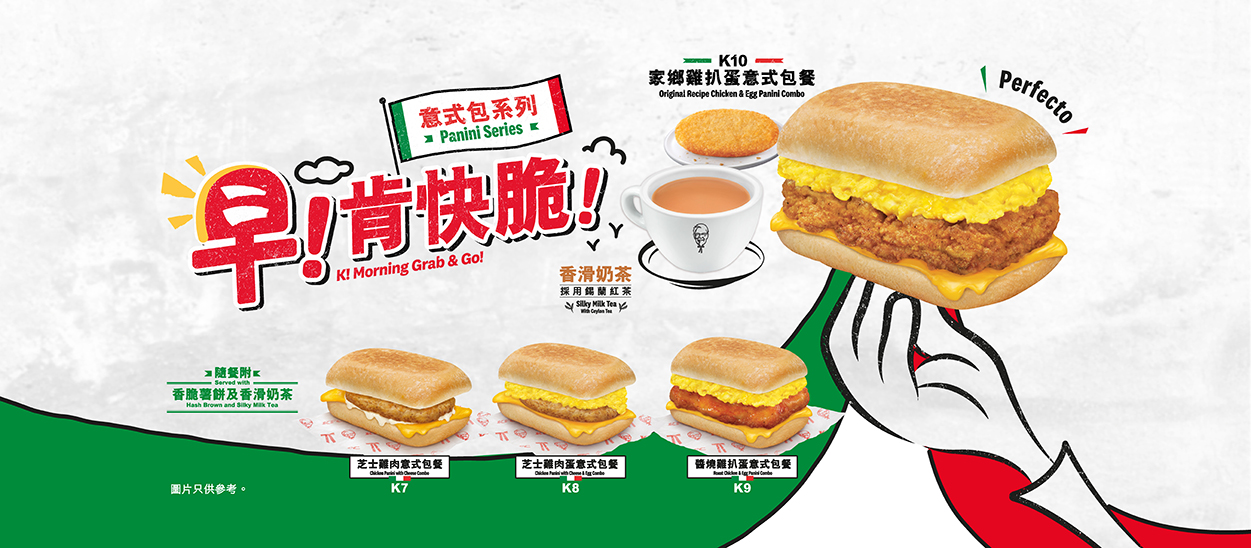 意式包系列
Panini Series
早!肯快脆!
K! Morning Grab & Go!
K10
家鄉雞扒蛋意式包餐
Original Recipe Chicken & Egg Panini Combo
Perfecto
香滑奶茶
採用錫蘭紅茶
Silky Milk Tea
With Ceylon Tea
隨餐附
Served with
香脆薯餅及香滑奶茶
Hash Brown and Silky Milk Tea
芝士雞肉意式包餐
Chicken Panini with Cheese Combo
K7
芝士雞肉蛋意式包餐
Chicken Panini with Cheese & Egg Combo
K8
醬燒雞扒蛋意式包餐
Roast Chicken & Egg Panini Combo
K9
圖片只供參考。